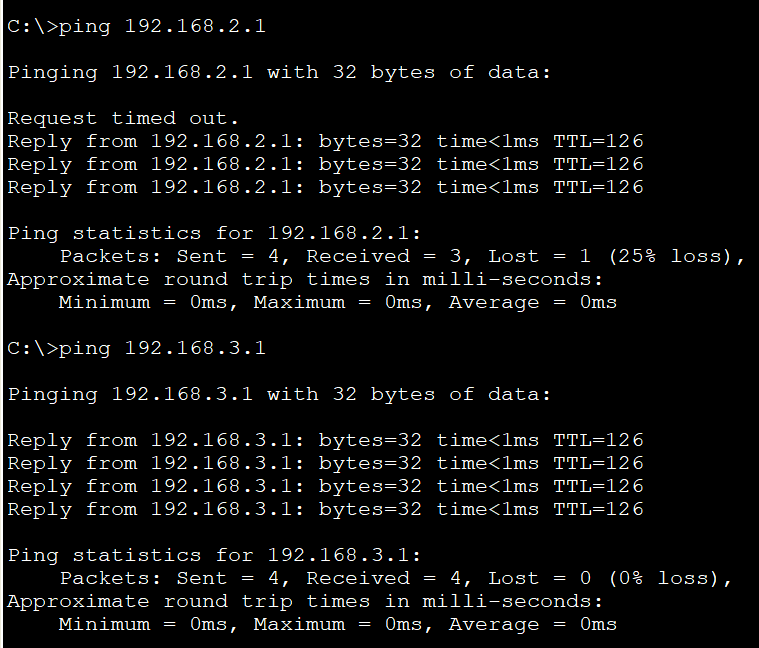 C:\>ping 192.168.2.1
Pinging 192.168.2.1 with 32 bytes of data:
Request timed out.
Reply from 192.168.2.1: bytes=32 time<1ms TTL=126
Reply from 192.168.2.1: bytes=32 time<1ms TTL=126
Reply from 192.168.2.1: bytes=32 time<1ms TTL=126
Ping statistics for 192.168.2.1:
    Packets: Sent = 4, Received = 3, Lost = 1 (25% loss),
Approximate round trip times in milli-seconds:
    Minimum = 0ms, Maximum = 0ms, Average = 0ms
C:\>ping 192.168.3.1
Pinging 192.168.3.1 with 32 bytes of data:
Reply from 192.168.3.1: bytes=32 time<1ms TTL=126
Reply from 192.168.3.1: bytes=32 time<1ms TTL=126
Reply from 192.168.3.1: bytes=32 time<1ms TTL=126
Reply from 192.168.3.1: bytes=32 time<1ms TTL=126
Ping statistics for 192.168.3.1:
    Packets: Sent = 4, Received = 4, Lost = 0 (0% loss),
Approximate round trip times in milli-seconds:
    Minimum = 0ms, Maximum = 0ms, Average = 0ms